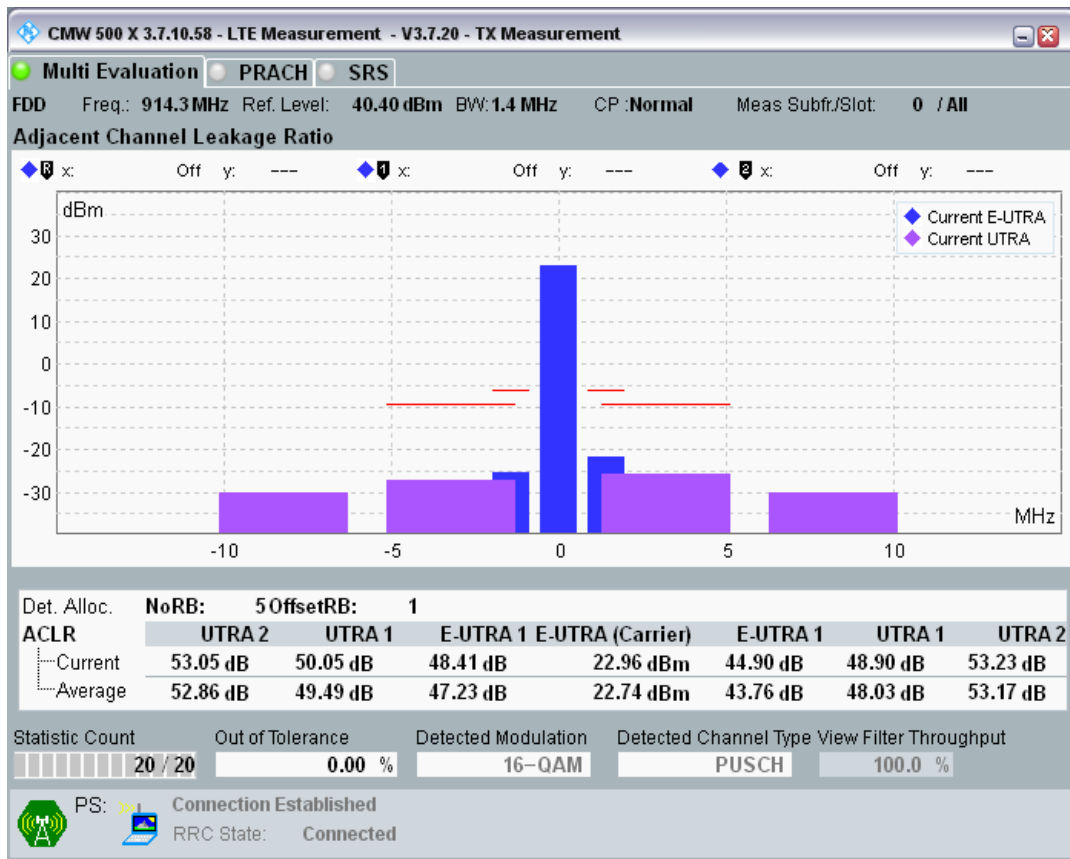 CMW 500 X 3.7.10.58 - LTE Measurement - V3.7.20 - TX Measurement
Multi Evaluation PRACH SRS
FDD Freq.: 914.3 MHz Ref. Level: 40.40 dBm BW: 1.4 MHz CP :Normal Meas Subfr./Slot: 0 / All
Adjacent Channel Leakage Ratio
R x: Off y: --- 1 x: Off y: --- 2 x: Off y: ---
dBm
Current E-UTRA
Current UTRA
30
20
10
0
-10
-20
-30
MHz
-10 -5 0 5 10
Det. Alloc. NoRB: 5 OffsetRB: 1
ACLR UTRA 2 UTRA 1 E-UTRA 1 E-UTRA (Carrier) E-UTRA 1 UTRA 1 UTRA 2
Current 53.05 dB 50.05 dB 48.41 dB 22.96 dBm 44.90 dB 48.90 dB 53.23 dB
Average 52.86 dB 49.49 dB 47.23 dB 22.74 dBm 43.76 dB 48.03 dB 53.17 dB
Statistic Count Out of Tolerance Detected Modulation Detected Channel Type View Filter Throughput
20 / 20 0.00 % 16-QAM PUSCH 100.0 %
PS: Connection Established
RRC State: Connected